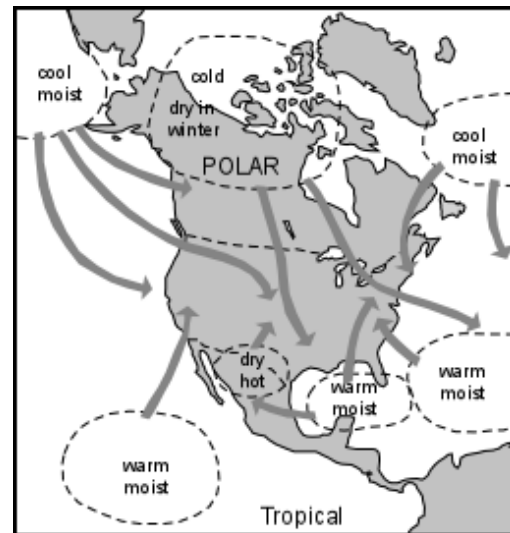 cool
moist
cold
dry in
winter
POLAR
cool
moist
dry
hot
warm
moist
warm
moist
warm
moist
Tropical